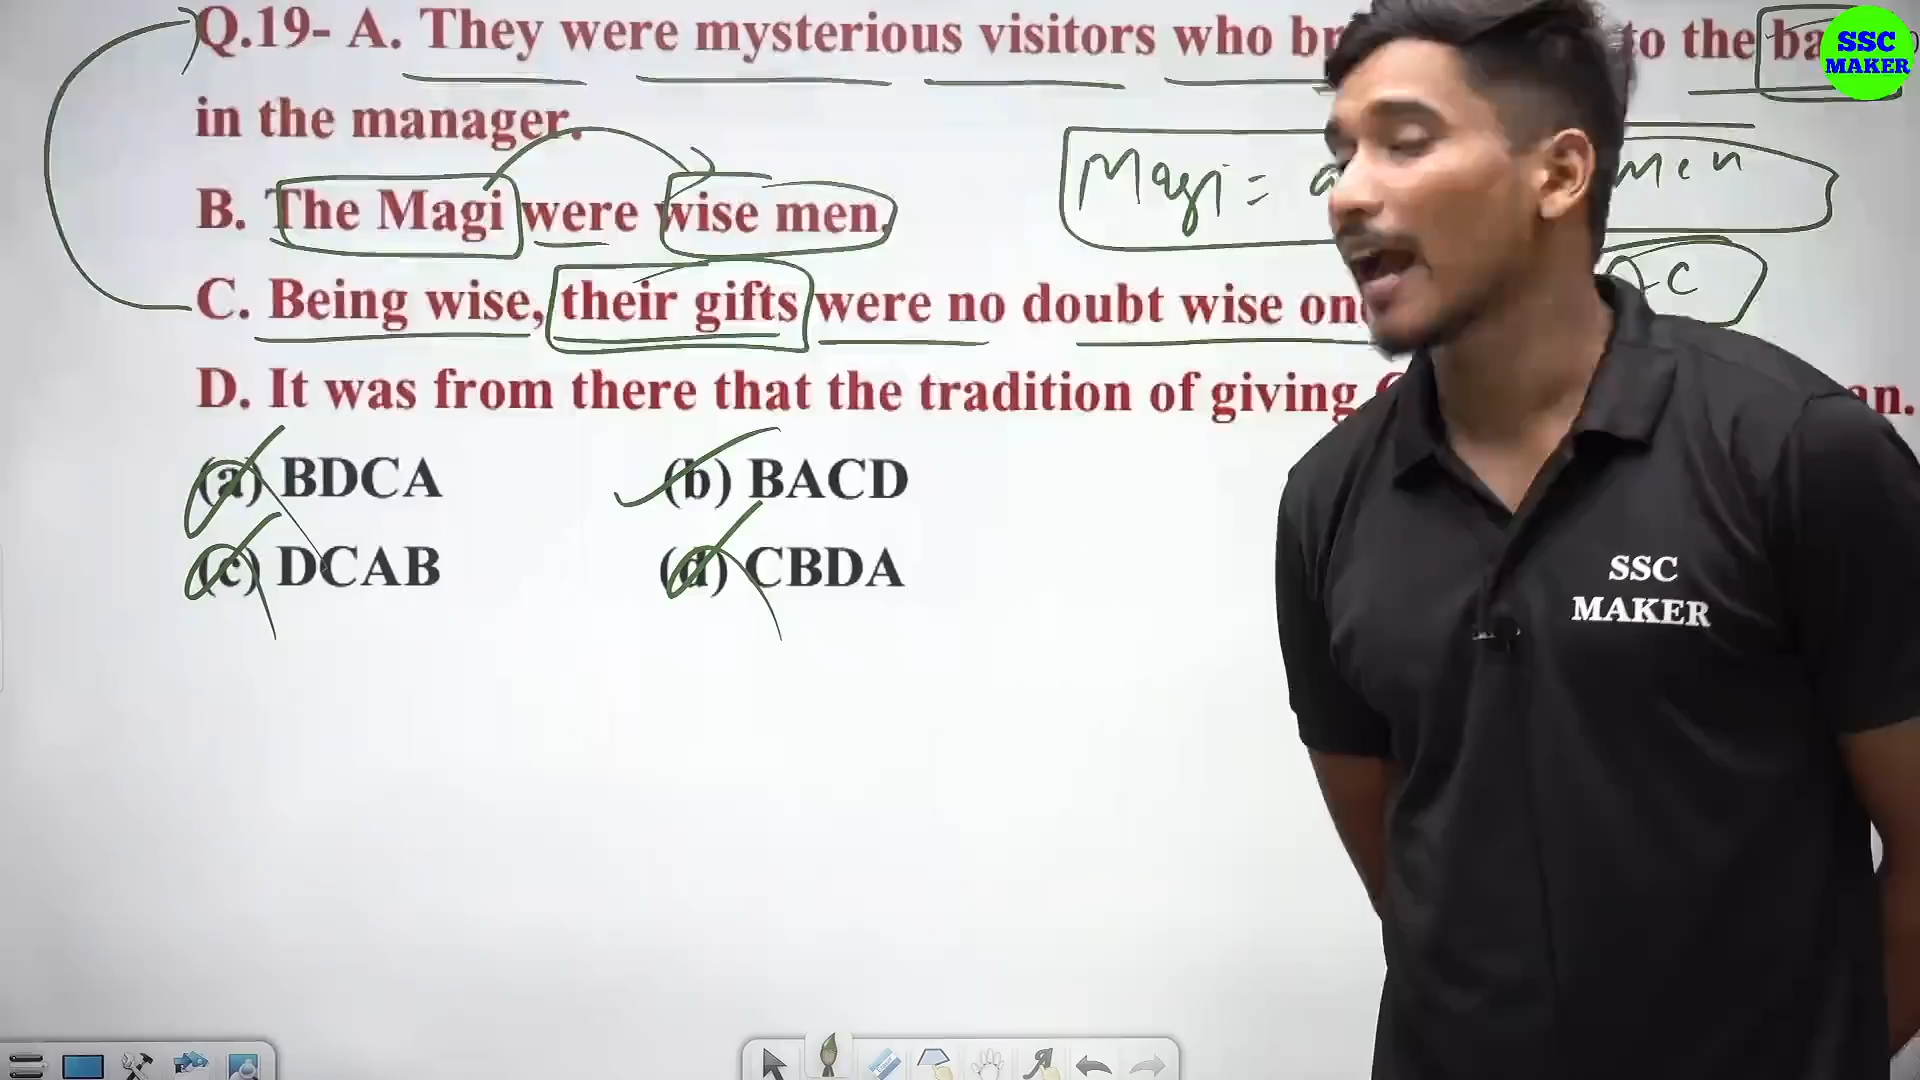 Q.19- A. They were mysterious visitors who to the
SSC
MAKER
in the manager.
Magi = men
B. The Magi were wise men.
C. Being wise, their gifts were no doubt wise
D. It was from there that the tradition of giving
(a) BDCA (b) BACD
(c) DCAB (d) CBDA
SSC
MAKER